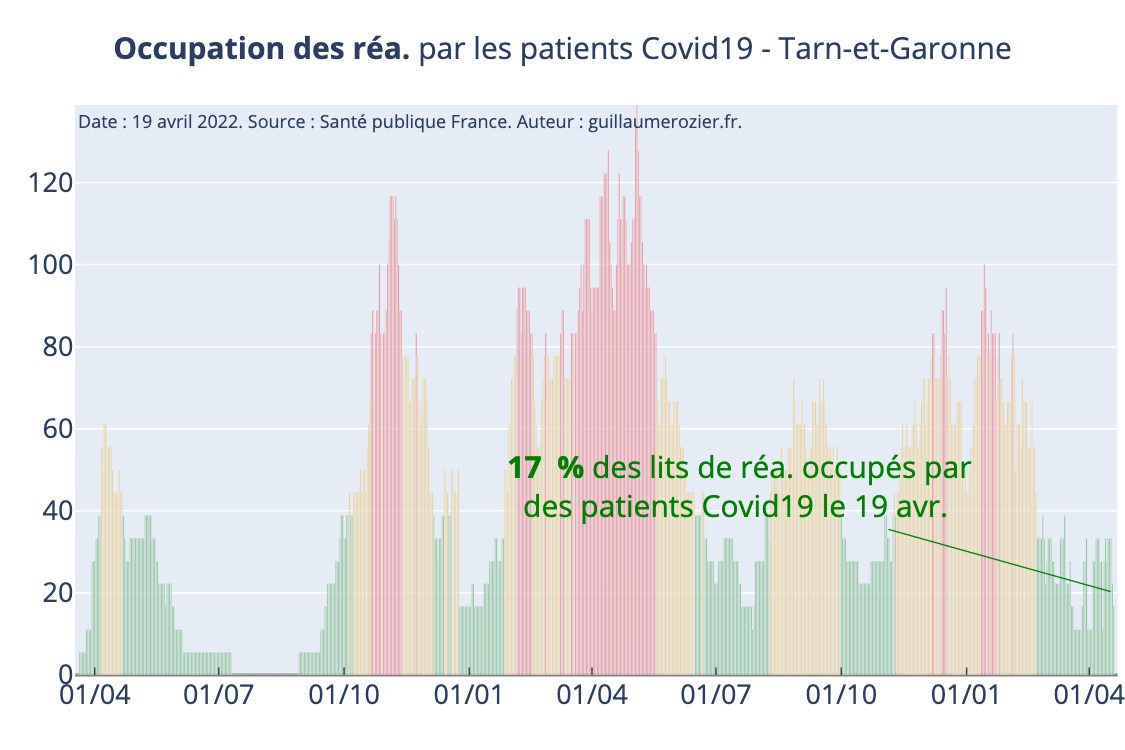 Occupation des réa. par les patients Covid19 - Tarn-et-Garonne
Date : 19 avril 2022. Source : Santé publique France. Auteur : guillaumerozier.fr.
120
100
80
60
40
20
0
17 % des lits de réa. occupés par
des patients Covid19 le 19 avr.
01/04 01/07 01/10 01/01 01/04 01/07 01/10 01/01 01/04